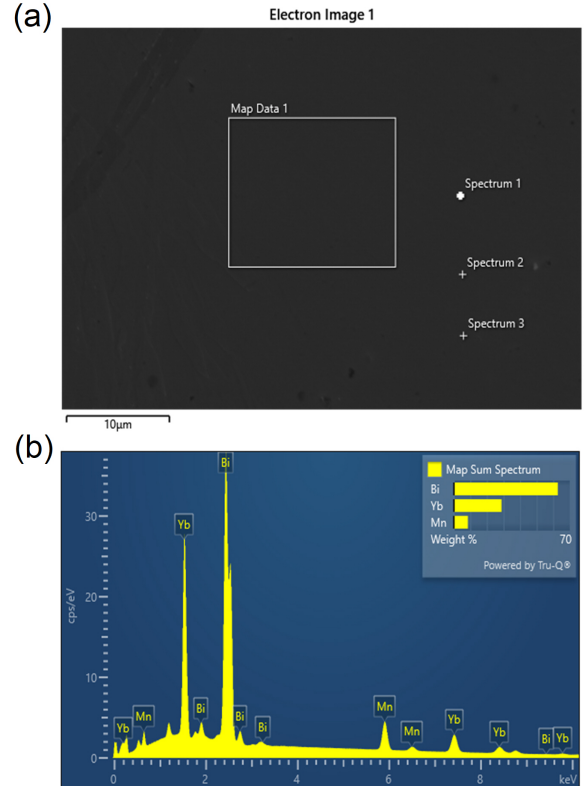 (a)
Electron Image 1
Map Data 1
Spectrum 1
Spectrum 2
Spectrum 3
10µm
(b)
Bi
Yb
Yb
Mn
Bi
Bi
Bi
Mn
Mn
Yb
Yb
Bi
Yb
Map Sum Spectrum
Bi
Yb
Mn
Weight %
70
Powered by Tru-Q®
cps/eV
30
20
10
0
0
2
4
6
8
keV